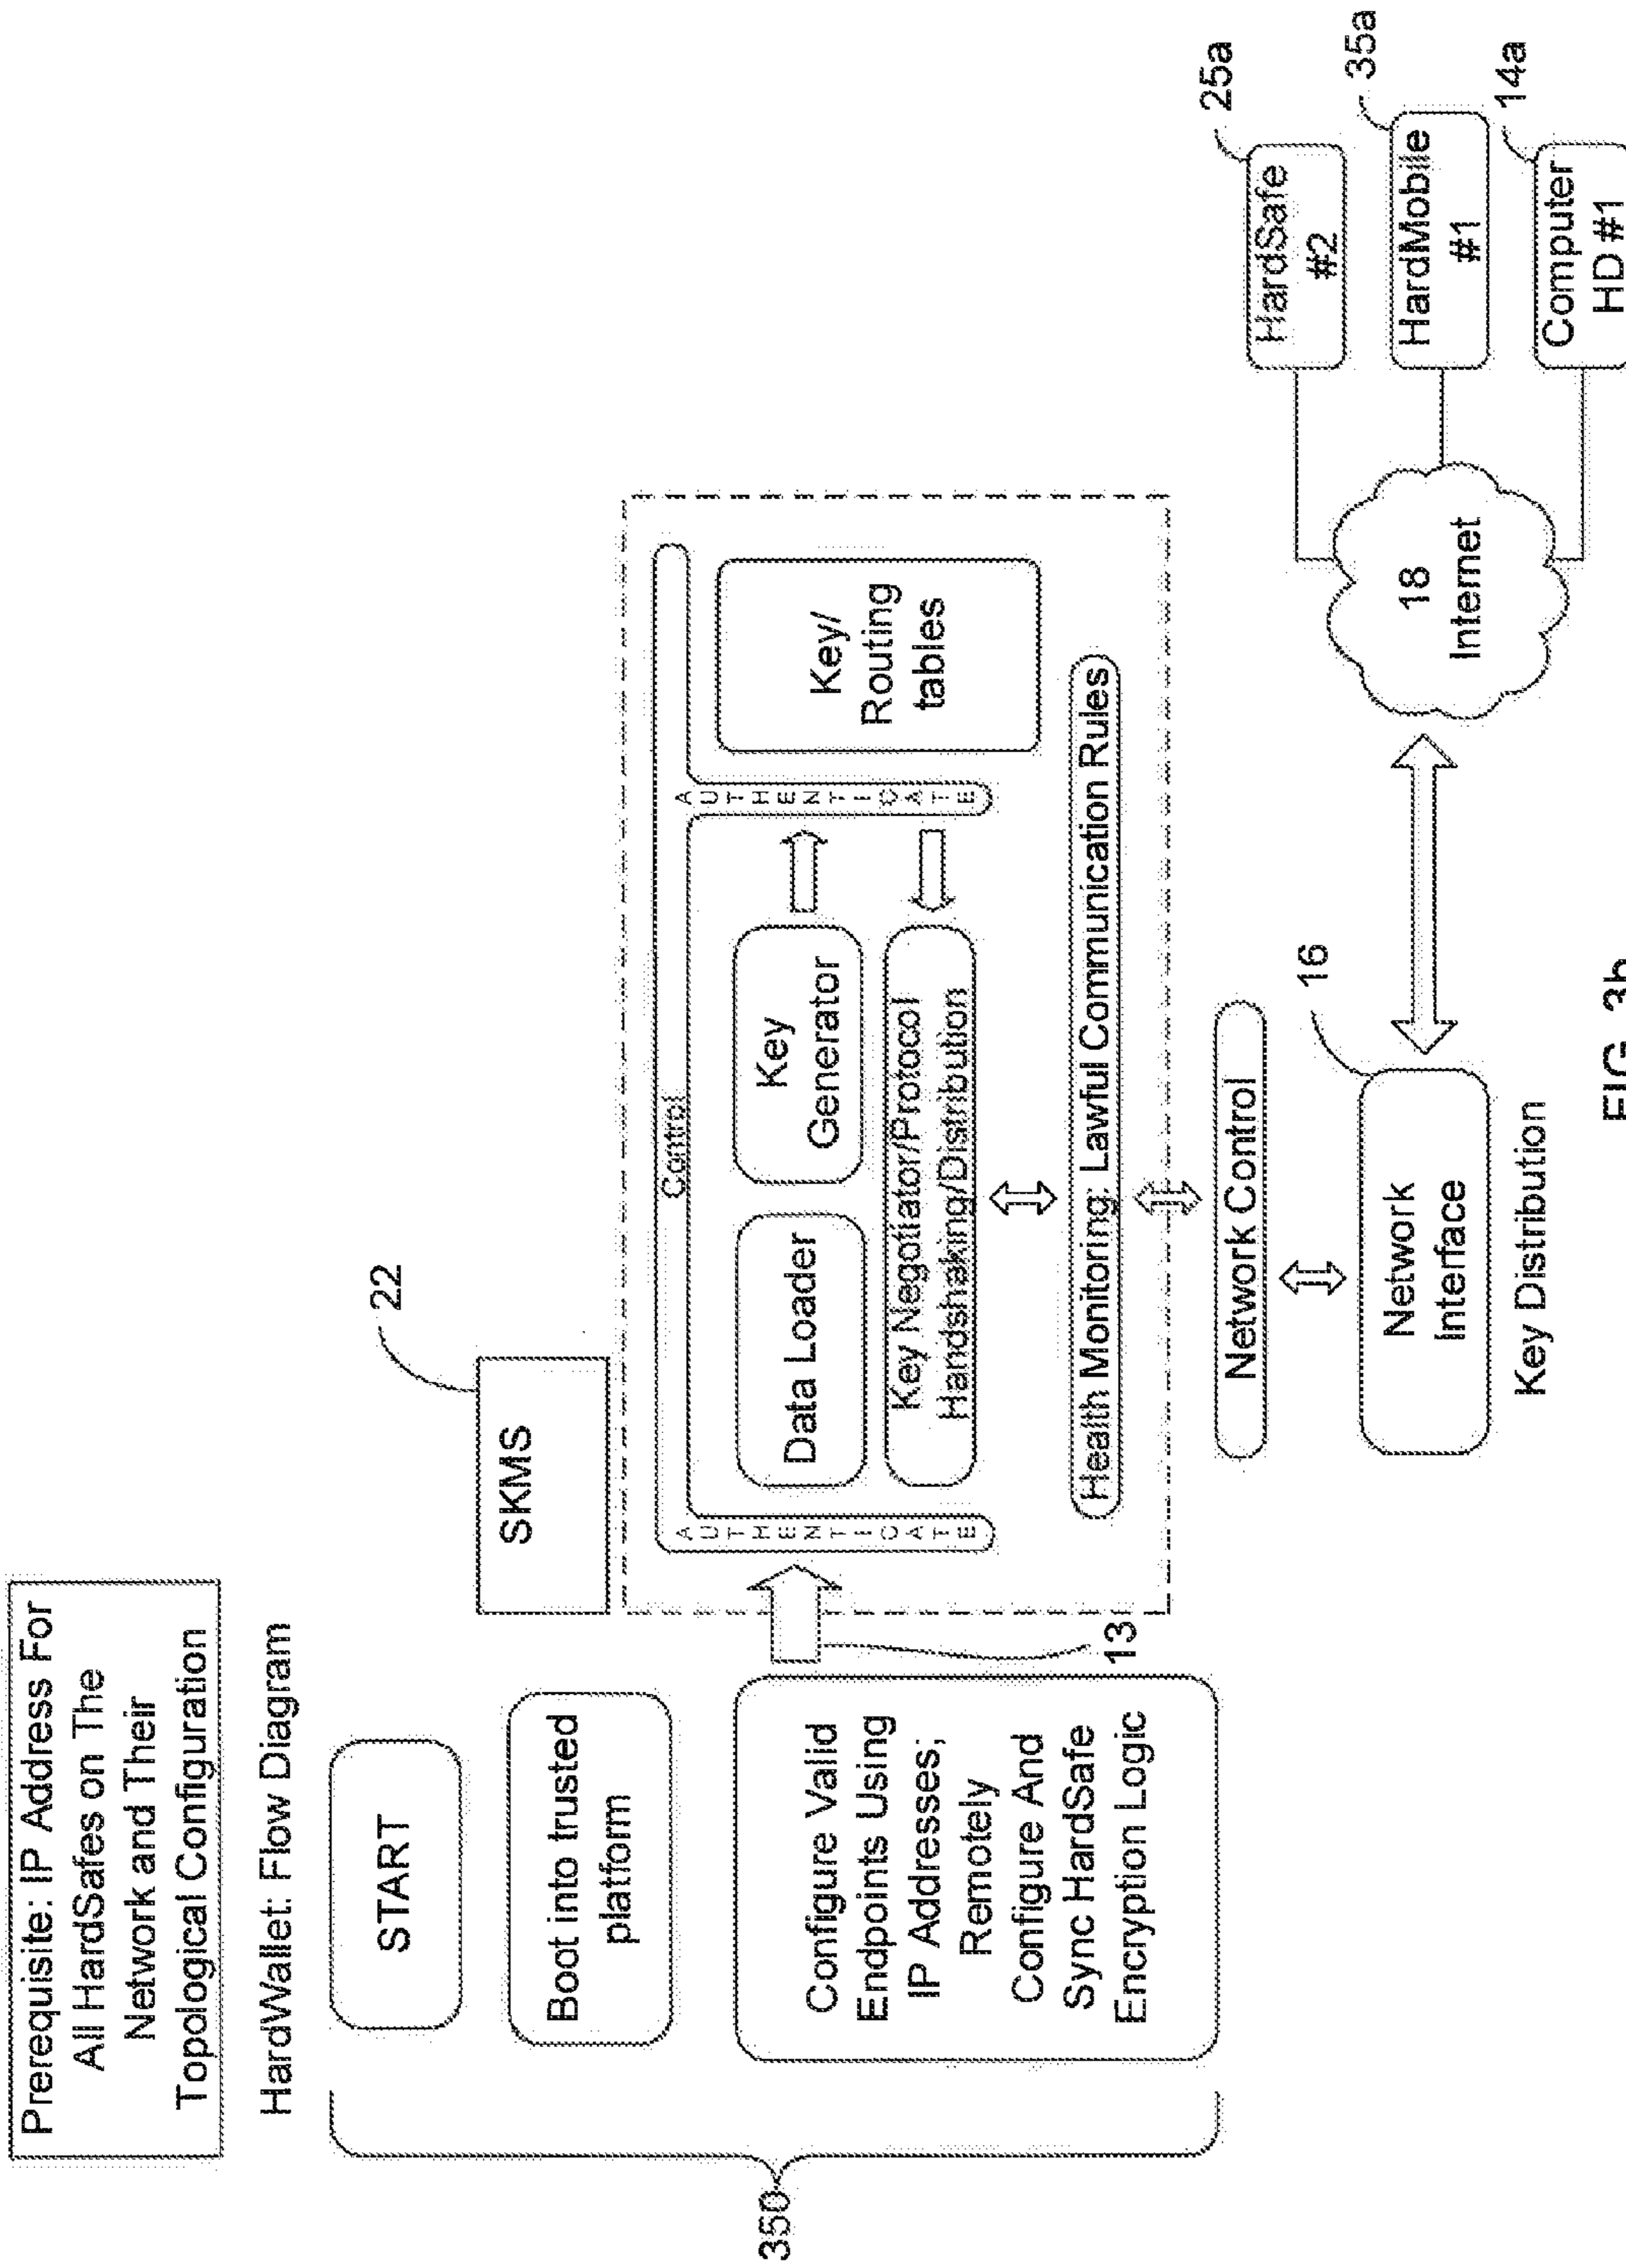 Prerequisite: IP Address For
All HardSafes on The
Network and Their
Topological Configuration
HardWallet: Flow Diagram
350
START
Boot into trusted
platform
Configure Valid
Endpoints Using
IP Addresses;
Remotely
Configure And
Sync HardSafe
Encryption Logic
13
SKMS
22
Control
AUTHENTICATE
Data Loader
Key
Generator
AUTHENTICATE
Key/
Routing
tables
Key Negotiator/Protocol
Handshaking/Distribution
Health Monitoring: Lawful Communication Rules
Network Control
16
Network
Interface
Key Distribution
18
Internet
HardSafe
#2
25a
HardMobile
#1
35a
Computer
HD #1
14a
FIG. 3b